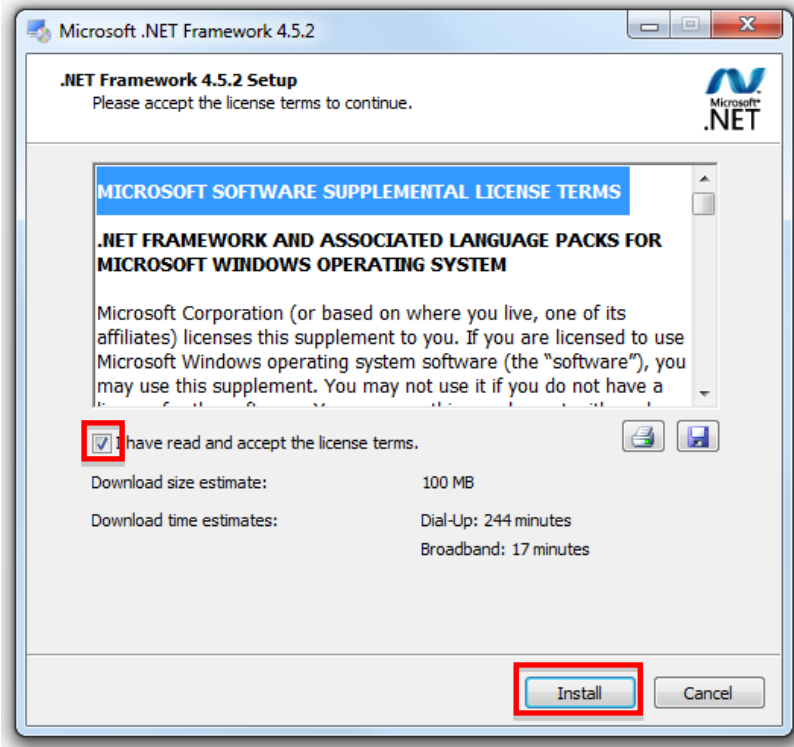 Microsoft .NET Framework 4.5.2
.NET Framework 4.5.2 Setup
Please accept the license terms to continue.
Microsoft
.NET
MICROSOFT SOFTWARE SUPPLEMENTAL LICENSE TERMS
.NET FRAMEWORK AND ASSOCIATED LANGUAGE PACKS FOR
MICROSOFT WINDOWS OPERATING SYSTEM
Microsoft Corporation (or based on where you live, one of its
affiliates) licenses this supplement to you. If you are licensed to use
Microsoft Windows operating system software (the “software”), you
may use this supplement. You may not use it if you do not have a
I have read and accept the license terms.
Download size estimate: 100 MB
Download time estimates: Dial-Up: 244 minutes
Broadband: 17 minutes
Install Cancel